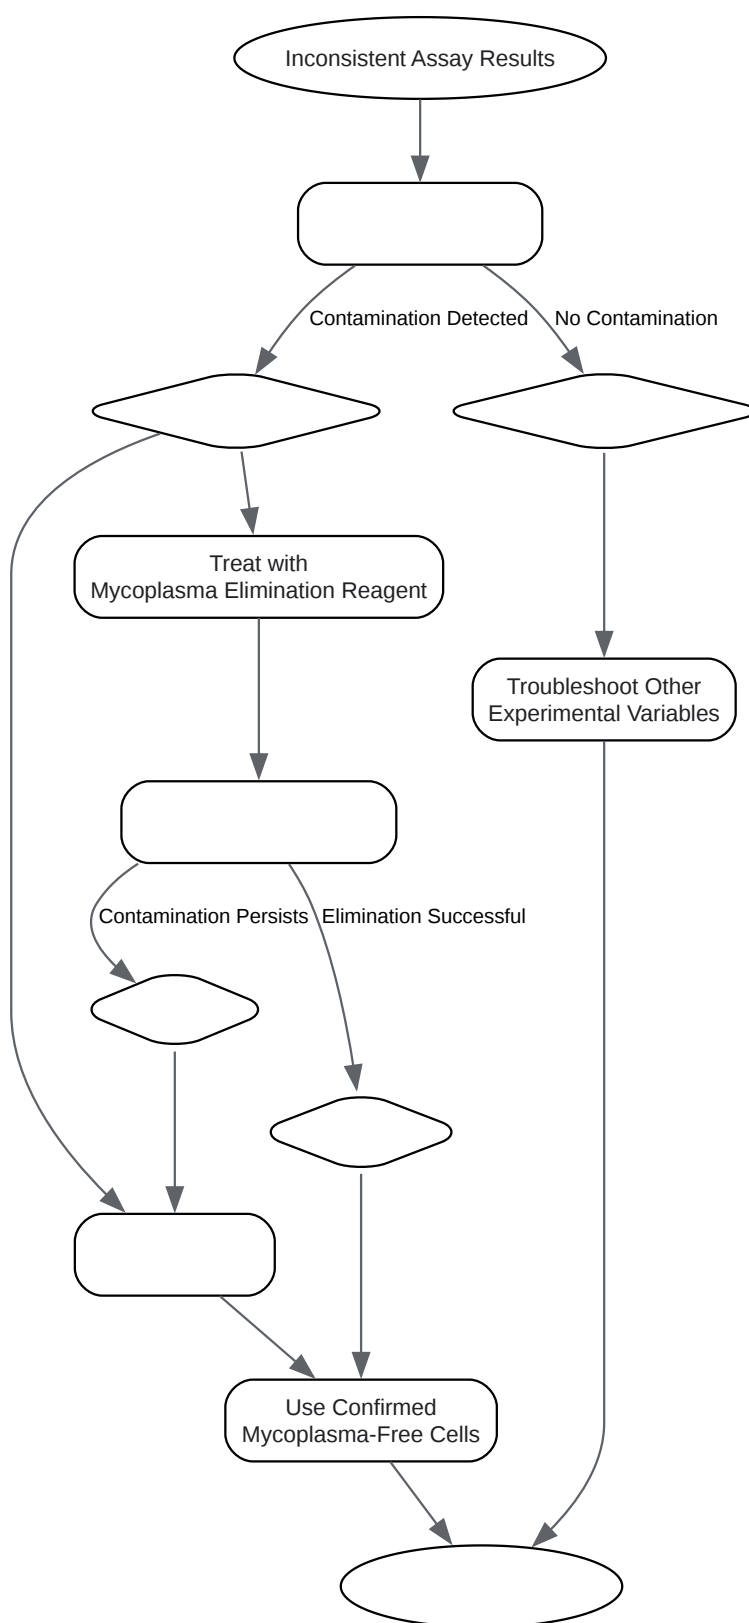 Inconsistent Assay Results
Contamination Detected
No Contamination
Treat with
Mycoplasma Elimination Reagent
Troubleshoot Other
Experimental Variables
Contamination Persists
Elimination Successful
Use Confirmed
Mycoplasma-Free Cells